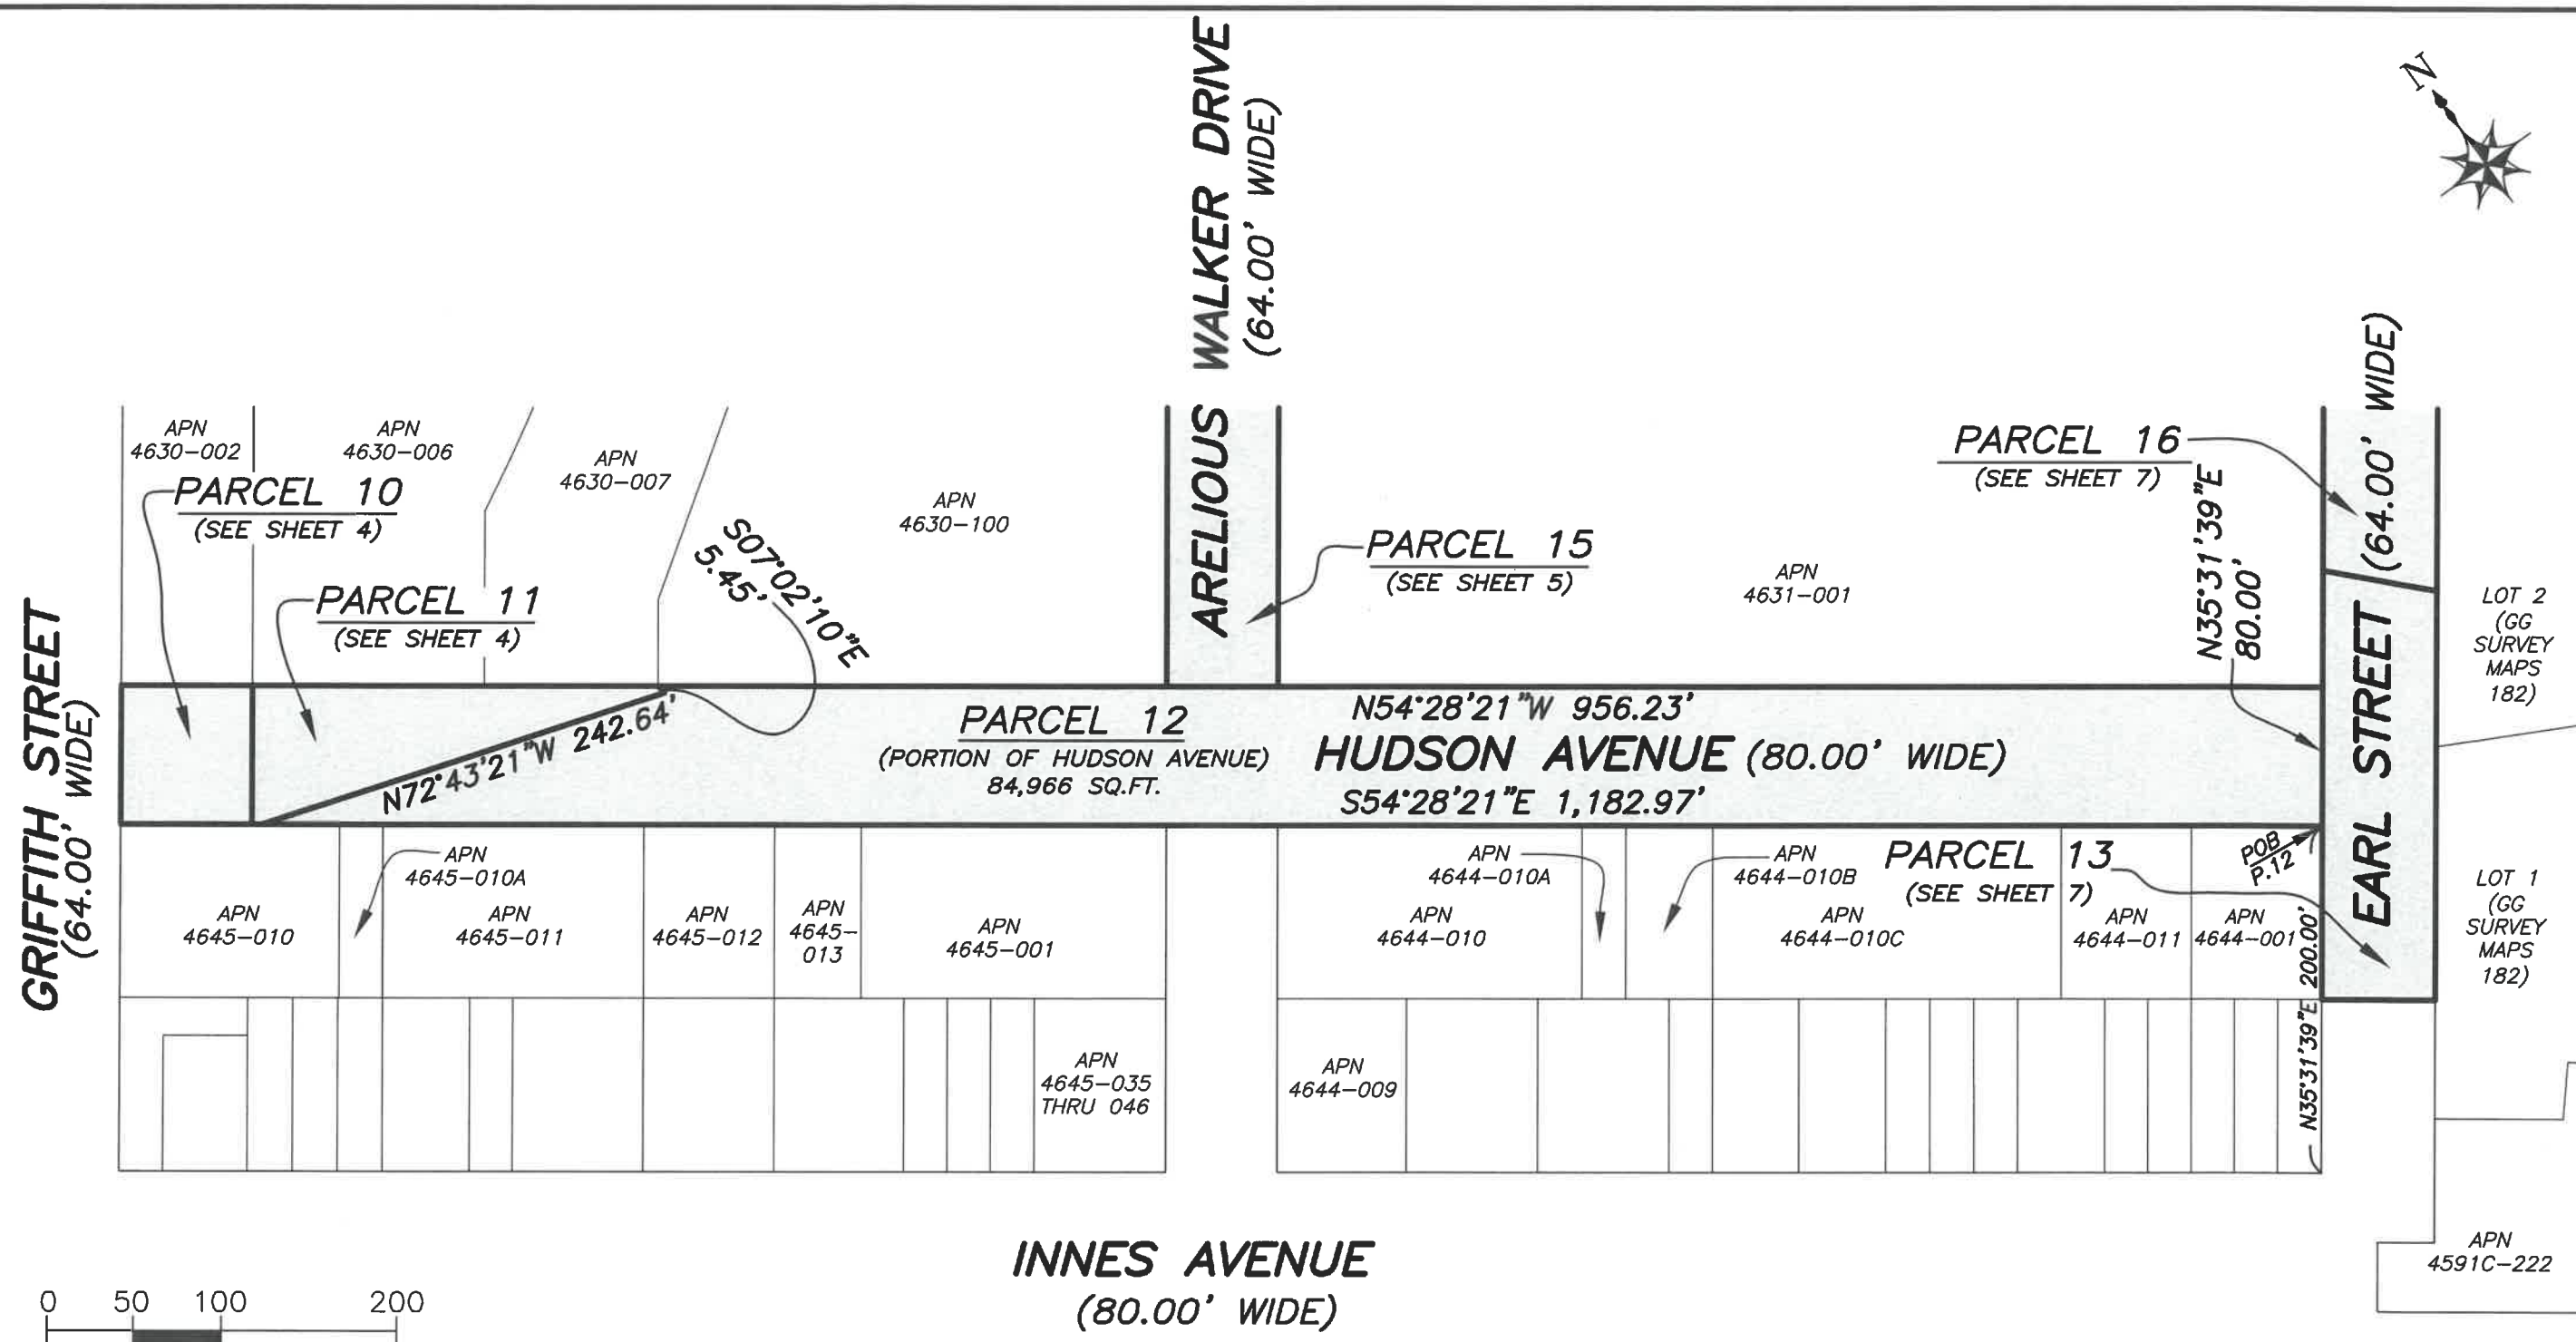 N
ARELIOUS WALKER DRIVE
(64.00' WIDE)
APN
4630-002
APN
4630-006
APN
4630-007
APN
4630-100
PARCEL 10
(SEE SHEET 4)
PARCEL 11
(SEE SHEET 4)
S07°02'10"E
5.45'
PARCEL 15
(SEE SHEET 5)
APN
4631-001
PARCEL 16
(SEE SHEET 7)
N35°31'39"E
80.00'
EARL STREET (64.00' WIDE)
LOT 2
(GG
SURVEY
MAPS
182)
GRIFFITH STREET
(64.00' WIDE)
N72°43'21"W 242.64'
PARCEL 12
(PORTION OF HUDSON AVENUE)
84,966 SQ.FT.
N54°28'21"W 956.23'
HUDSON AVENUE (80.00' WIDE)
S54°28'21"E 1,182.97'
POB
P.12
APN
4645-010
APN
4645-010A
APN
4645-011
APN
4645-012
APN
4645-
013
APN
4645-001
APN
4644-010A
APN
4644-010
APN
4644-010B
PARCEL 13
(SEE SHEET 7)
APN
4644-010C
APN
4644-011
APN
4644-001
N35°31'39"E 200.00'
LOT 1
(GG
SURVEY
MAPS
182)
APN
4645-035
THRU 046
APN
4644-009
APN
4591C-222
INNES AVENUE
(80.00' WIDE)
0 50 100 200